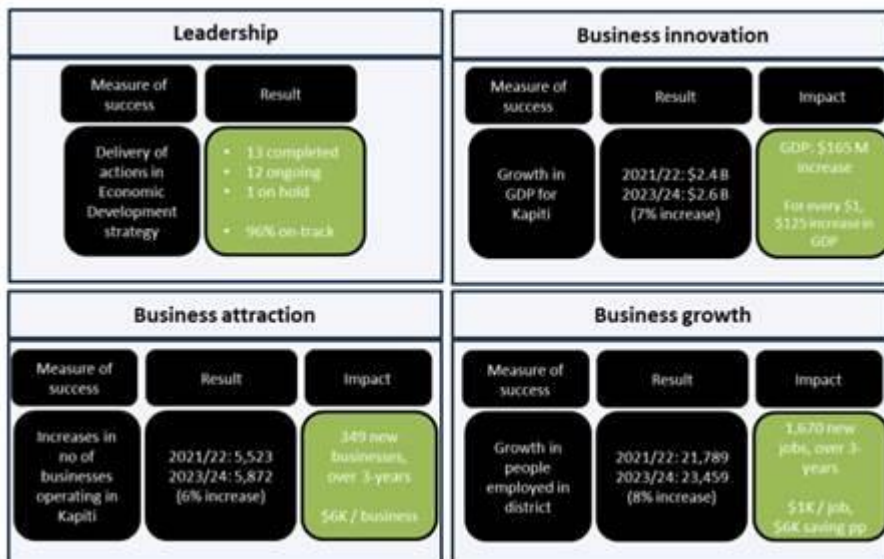 Leadership
Measure of
success
Result
Delivery of
actions in
Economic
Development
strategy
• 13 completed
• 12 ongoing
• 1 on hold
• 96% on-track
Business innovation
Measure of
success
Result
Impact
Growth in
GDP for
Kapiti
2021/22: $2.4 B
2023/24: $2.6 B
(7% increase)
GDP: $165 M
increase
For every $1,
$125 increase in
GDP
Business attraction
Measure of
success
Result
Impact
Increases in
no of
businesses
operating in
Kapiti
2021/22: 5,523
2023/24: 5,872
(6% increase)
349 new
businesses,
over 3-years
$6K / business
Business growth
Measure of
success
Result
Impact
Growth in
people
employed in
district
2021/22: 21,789
2023/24: 23,459
(8% increase)
1,670 new
jobs, over 3-
years
$1K / job,
$6K saving pp